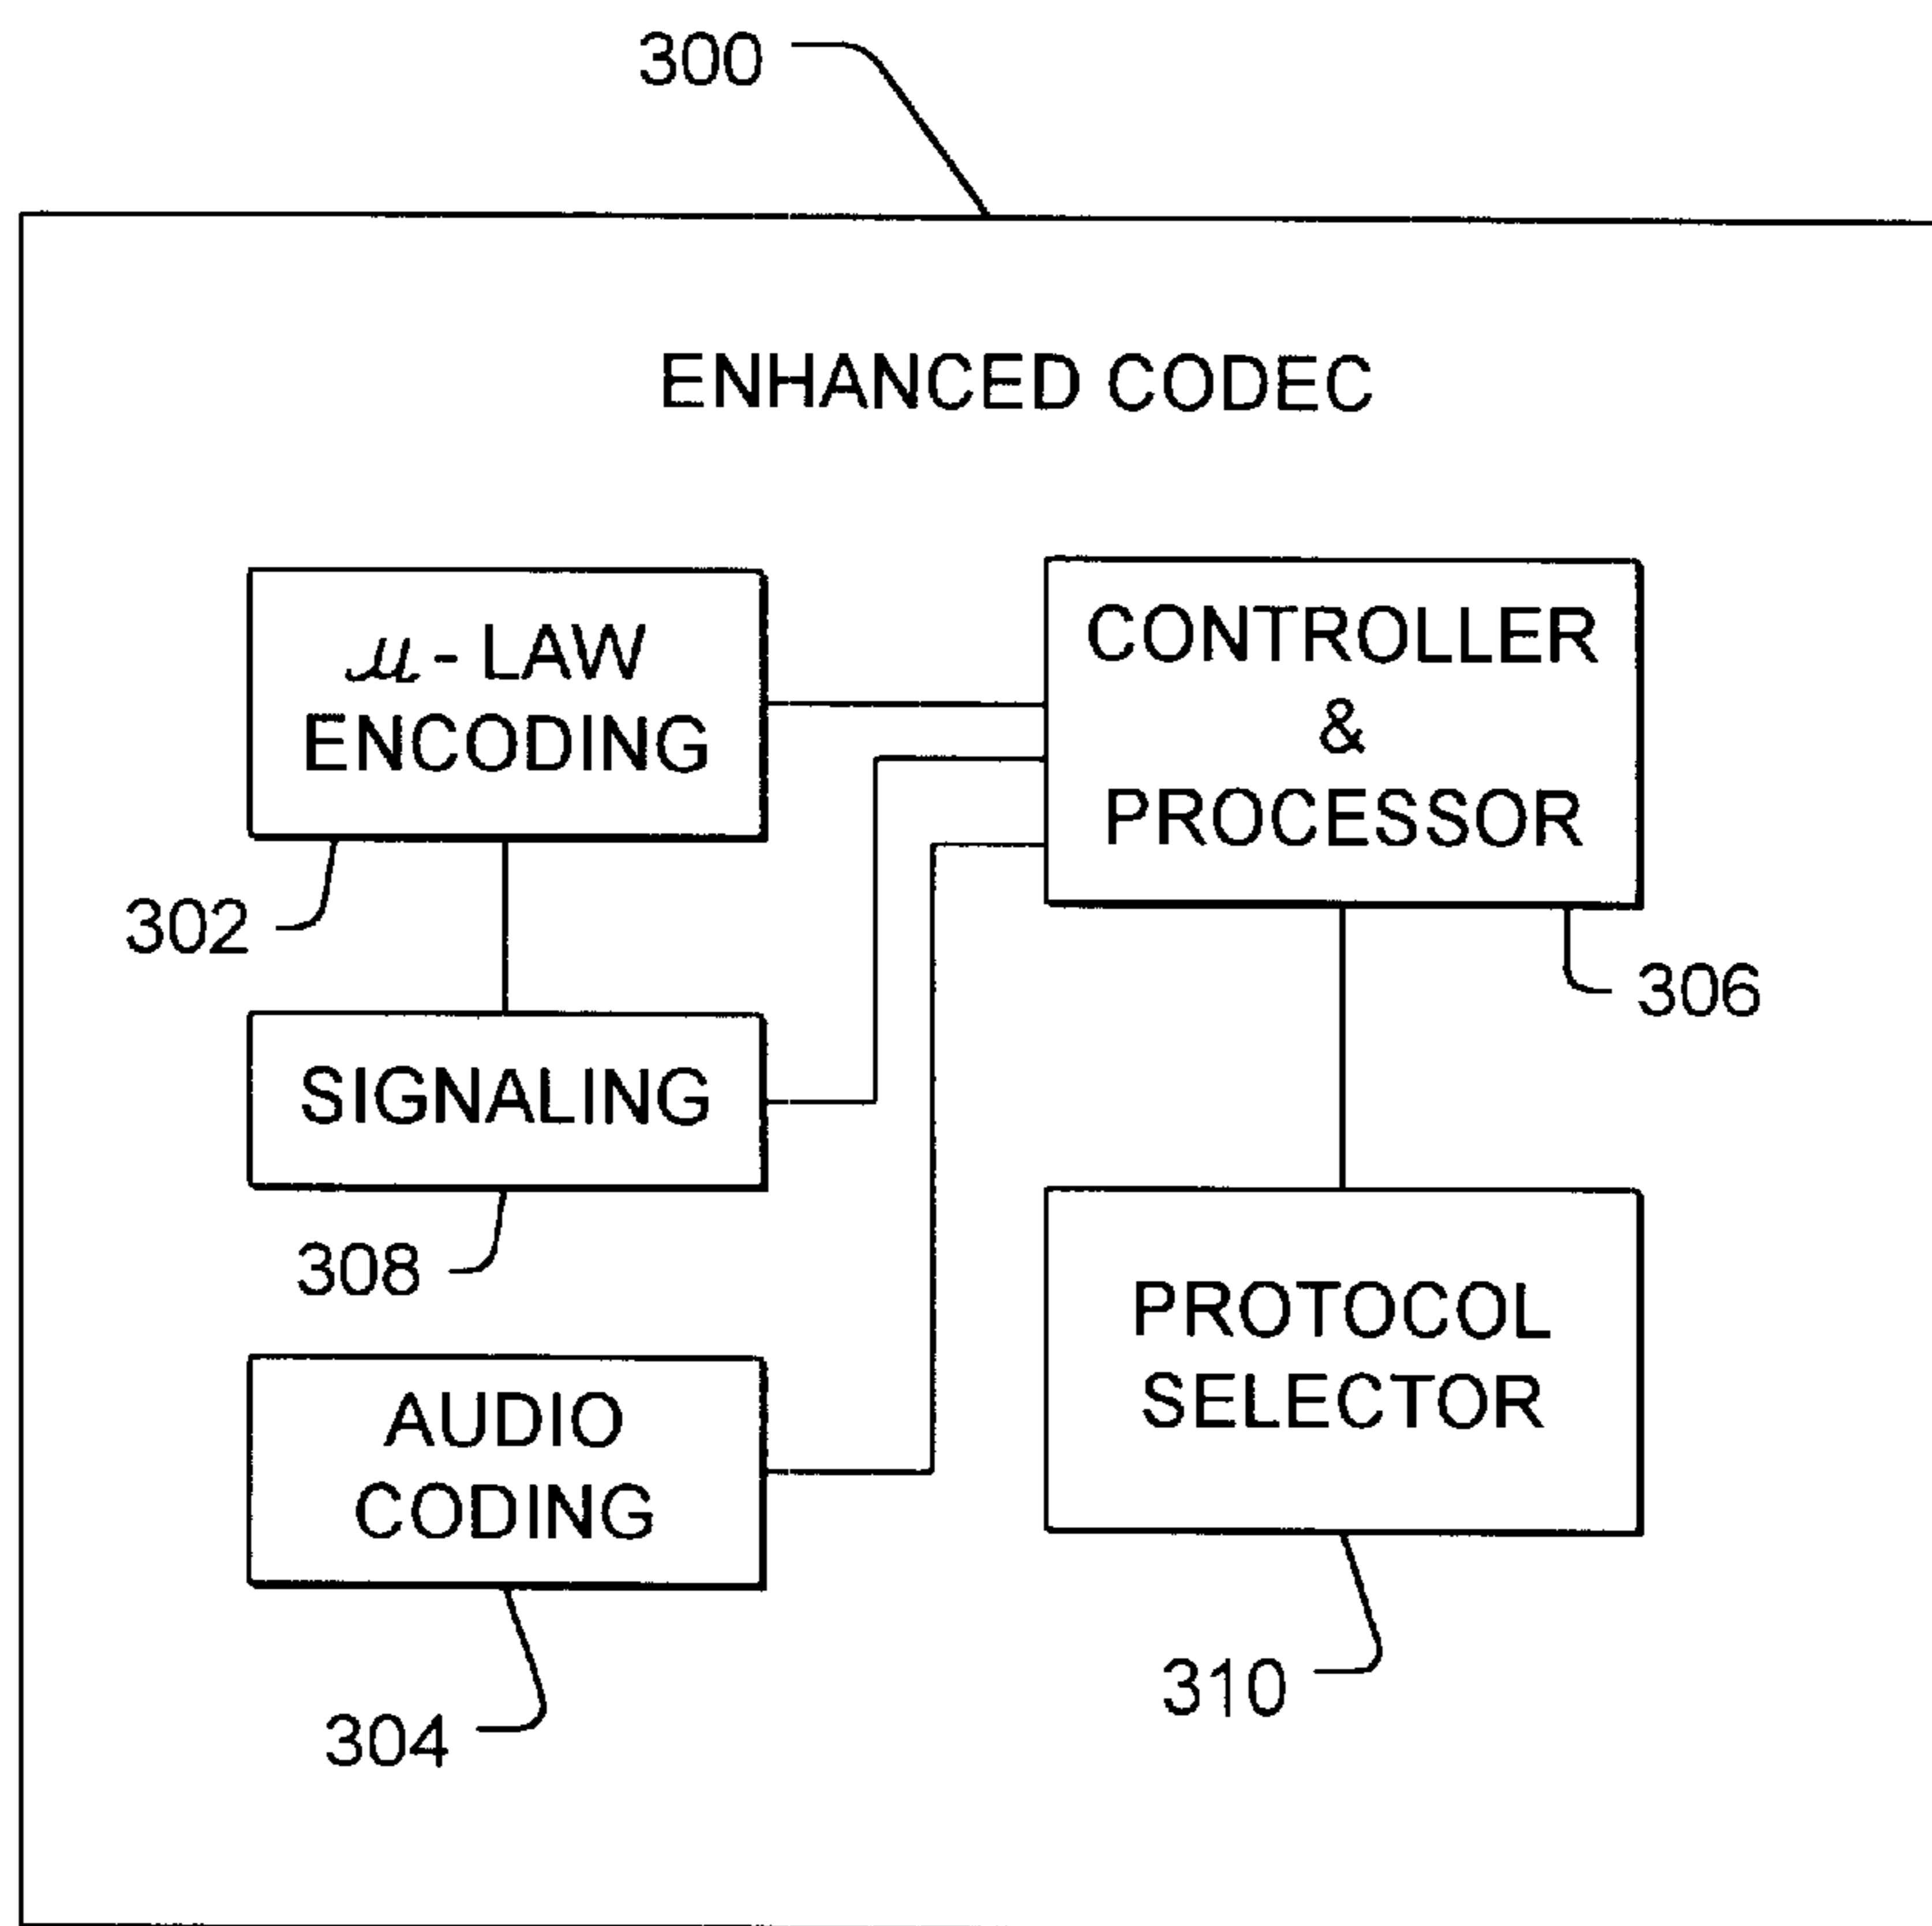 300
ENHANCED CODEC
𝜇- LAW
ENCODING
302
CONTROLLER
&
PROCESSOR
306
SIGNALING
308
AUDIO
CODING
304
PROTOCOL
SELECTOR
310